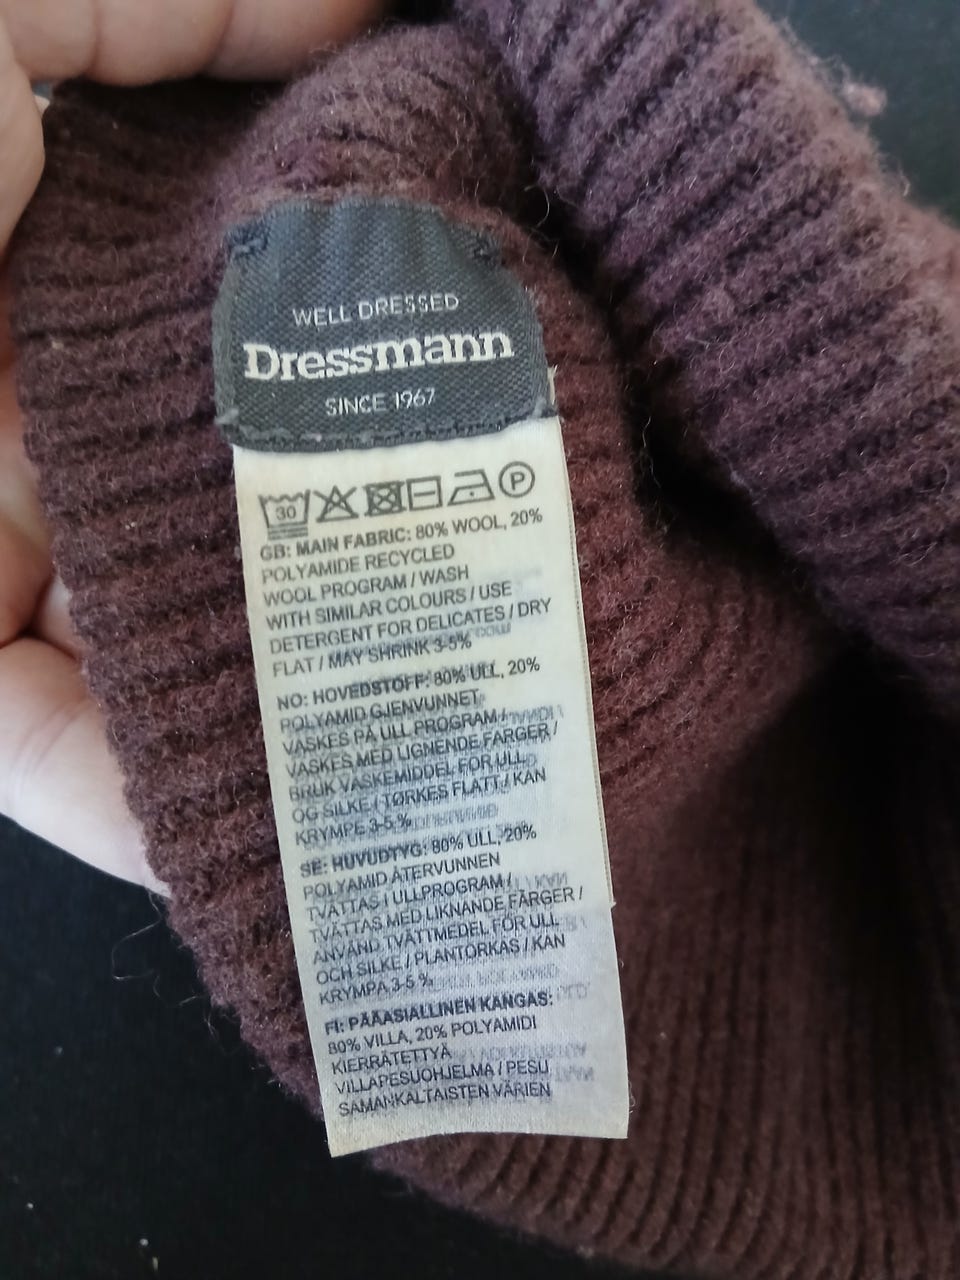 WELL DRESSED
Dressmann
SINCE 1967
30 P
GB: MAIN FABRIC: 80% WOOL, 20%
POLYAMIDE RECYCLED
WOOL PROGRAM / WASH
WITH SIMILAR COLOURS / USE
DETERGENT FOR DELICATES / DRY
FLAT / MAY SHRINK 3-5%
NO: HOVEDSTOFF: 80% ULL, 20%
POLYAMID GJENVUNNET
VASKES PÅ ULL PROGRAM /
VASKES MED LIGNENDE FARGER /
BRUK VASKEMIDDEL FOR ULL
OG SILKE / TØRKES FLATT / KAN
KRYMPE 3-5 %
SE: HUVUDTYG: 80% ULL, 20%
POLYAMID ÅTERVUNNEN
TVÄTTAS I ULLPROGRAM /
TVÄTTAS MED LIKNANDE FÄRGER /
ANVÄND TVÄTTMEDEL FÖR ULL
OCH SILKE / PLANTORKAS / KAN
KRYMPA 3-5 %
FI: PÄÄASIALLINEN KANGAS:
80% VILLA, 20% POLYAMIDI
KIERRÄTETTYÄ
VILLAPESUOHJELMA / PESU
SAMANKALTAISTEN VÄRIEN